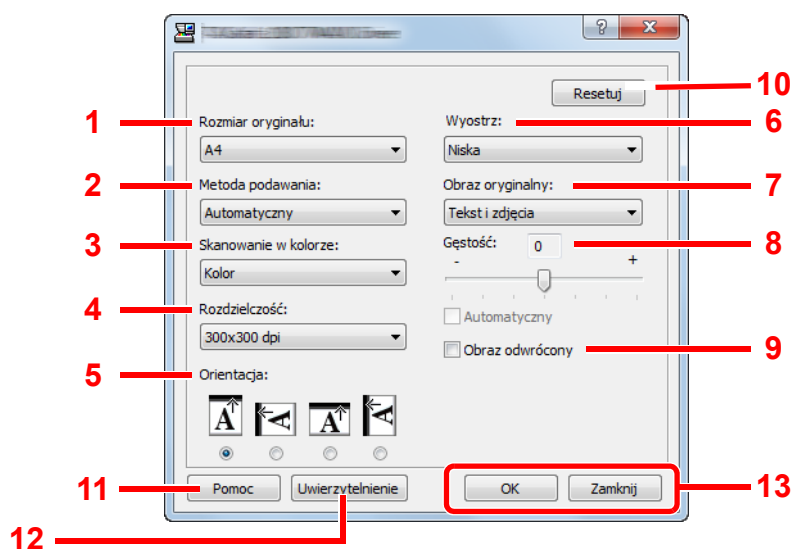 ?
x
10
Resetuj
1
Rozmiar oryginału:
Wyostrz:
6
A4
Niska
2
Metoda podawania:
Obraz oryginalny:
7
Automatyczny
Tekst i zdjęcia
3
Skanowanie w kolorze:
Gęstość:
0
8
-
+
Kolor
4
Rozdzielczość:
Automatyczny
300x300 dpi
Obraz odwrócony
9
5
Orientacja:
A
A
A
A
11
Pomoc
Uwierzytelnienie
OK
Zamknij
13
12